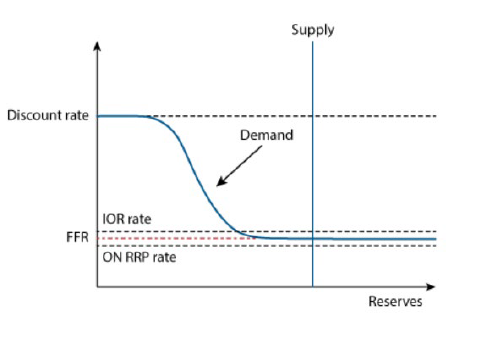 Supply
Discount rate
Demand
IOR rate
FFR
ON RRP rate
Reserves